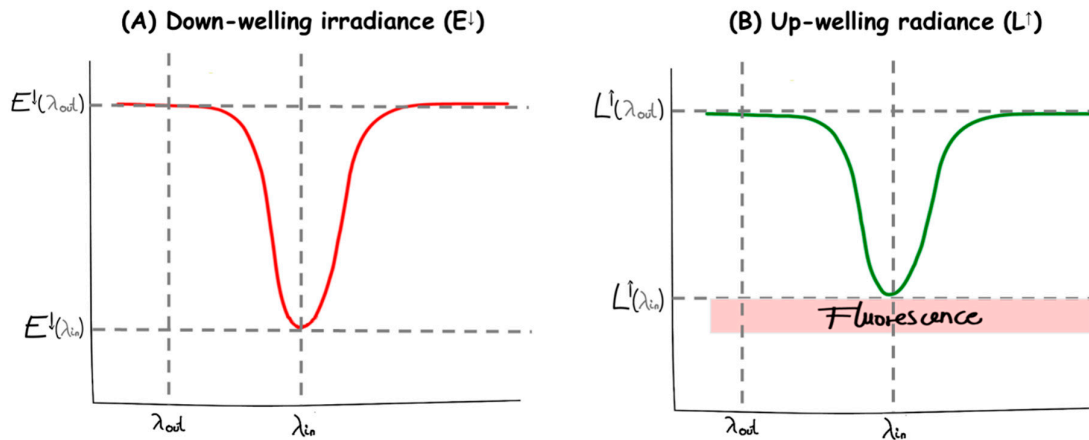 (A) Down-welling irradiance (E↓)
E↓(λout)
E↓(λin)
λout
λin
(B) Up-welling radiance (L↑)
L↑(λout)
L↑(λin)
Fluorescence
λout
λin